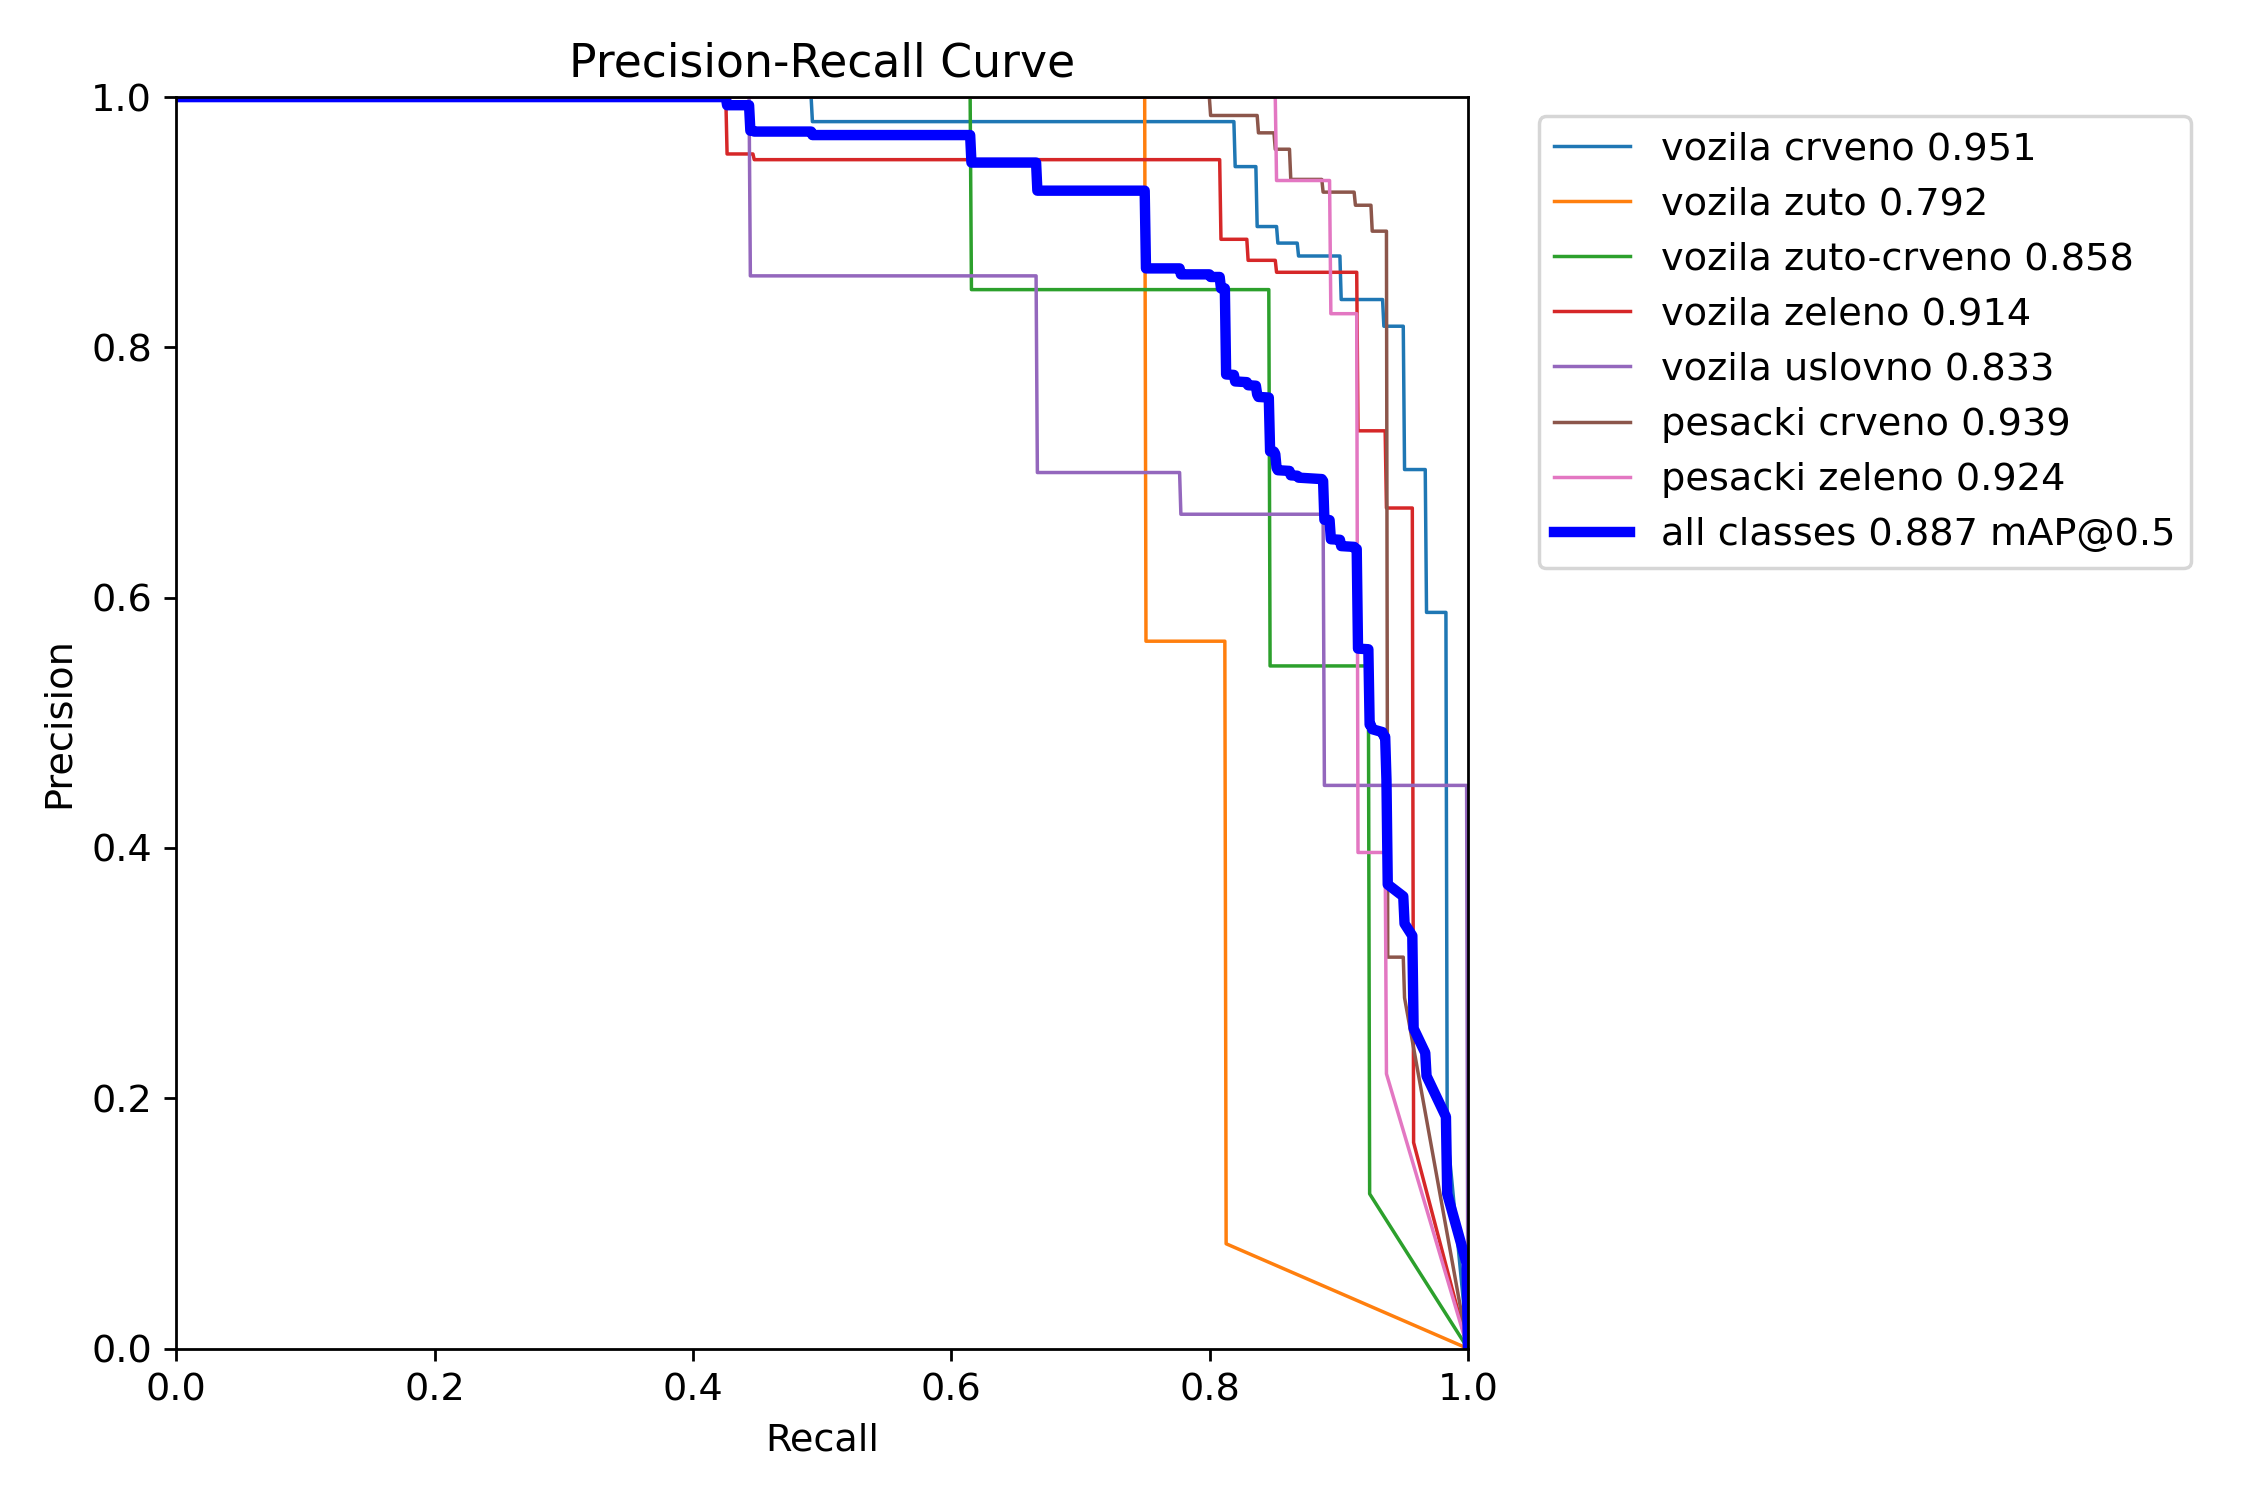 Precision-Recall Curve
1.0
0.8
0.6
0.4
0.2
0.0
Precision
0.0 0.2 0.4 0.6 0.8 1.0
Recall
vozila crveno 0.951
vozila zuto 0.792
vozila zuto-crveno 0.858
vozila zeleno 0.914
vozila uslovno 0.833
pesacki crveno 0.939
pesacki zeleno 0.924
all classes 0.887 mAP@0.5